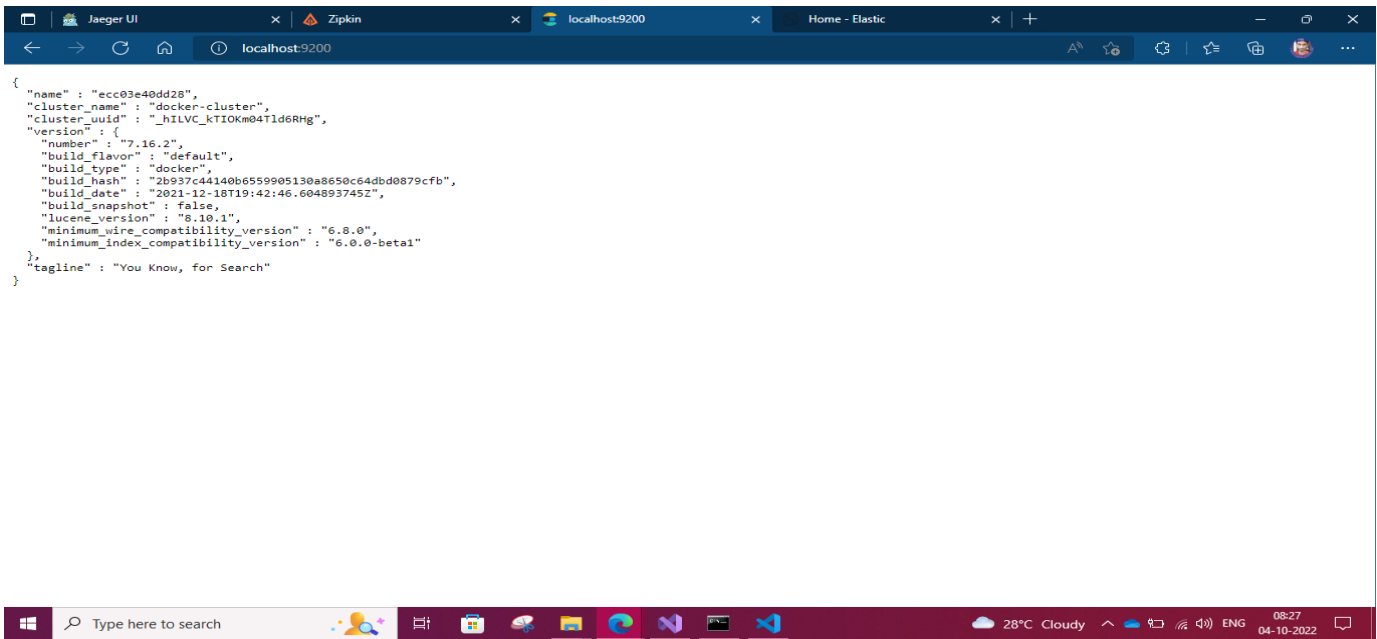 Jaeger UI
Zipkin
localhost:9200
Home - Elastic
localhost:9200
{
  "name" : "ecc03e40dd28",
  "cluster_name" : "docker-cluster",
  "cluster_uuid" : "_hILVC_kTIOKm04Tld6RHg",
  "version" : {
    "number" : "7.16.2",
    "build_flavor" : "default",
    "build_type" : "docker",
    "build_hash" : "2b937c44140b6559905130a8650c64dbd0879cfb",
    "build_date" : "2021-12-18T19:42:46.604893745Z",
    "build_snapshot" : false,
    "lucene_version" : "8.10.1",
    "minimum_wire_compatibility_version" : "6.8.0",
    "minimum_index_compatibility_version" : "6.0.0-beta1"
  },
  "tagline" : "You Know, for Search"
}
Type here to search
28°C Cloudy
ENG
08:27
04-10-2022